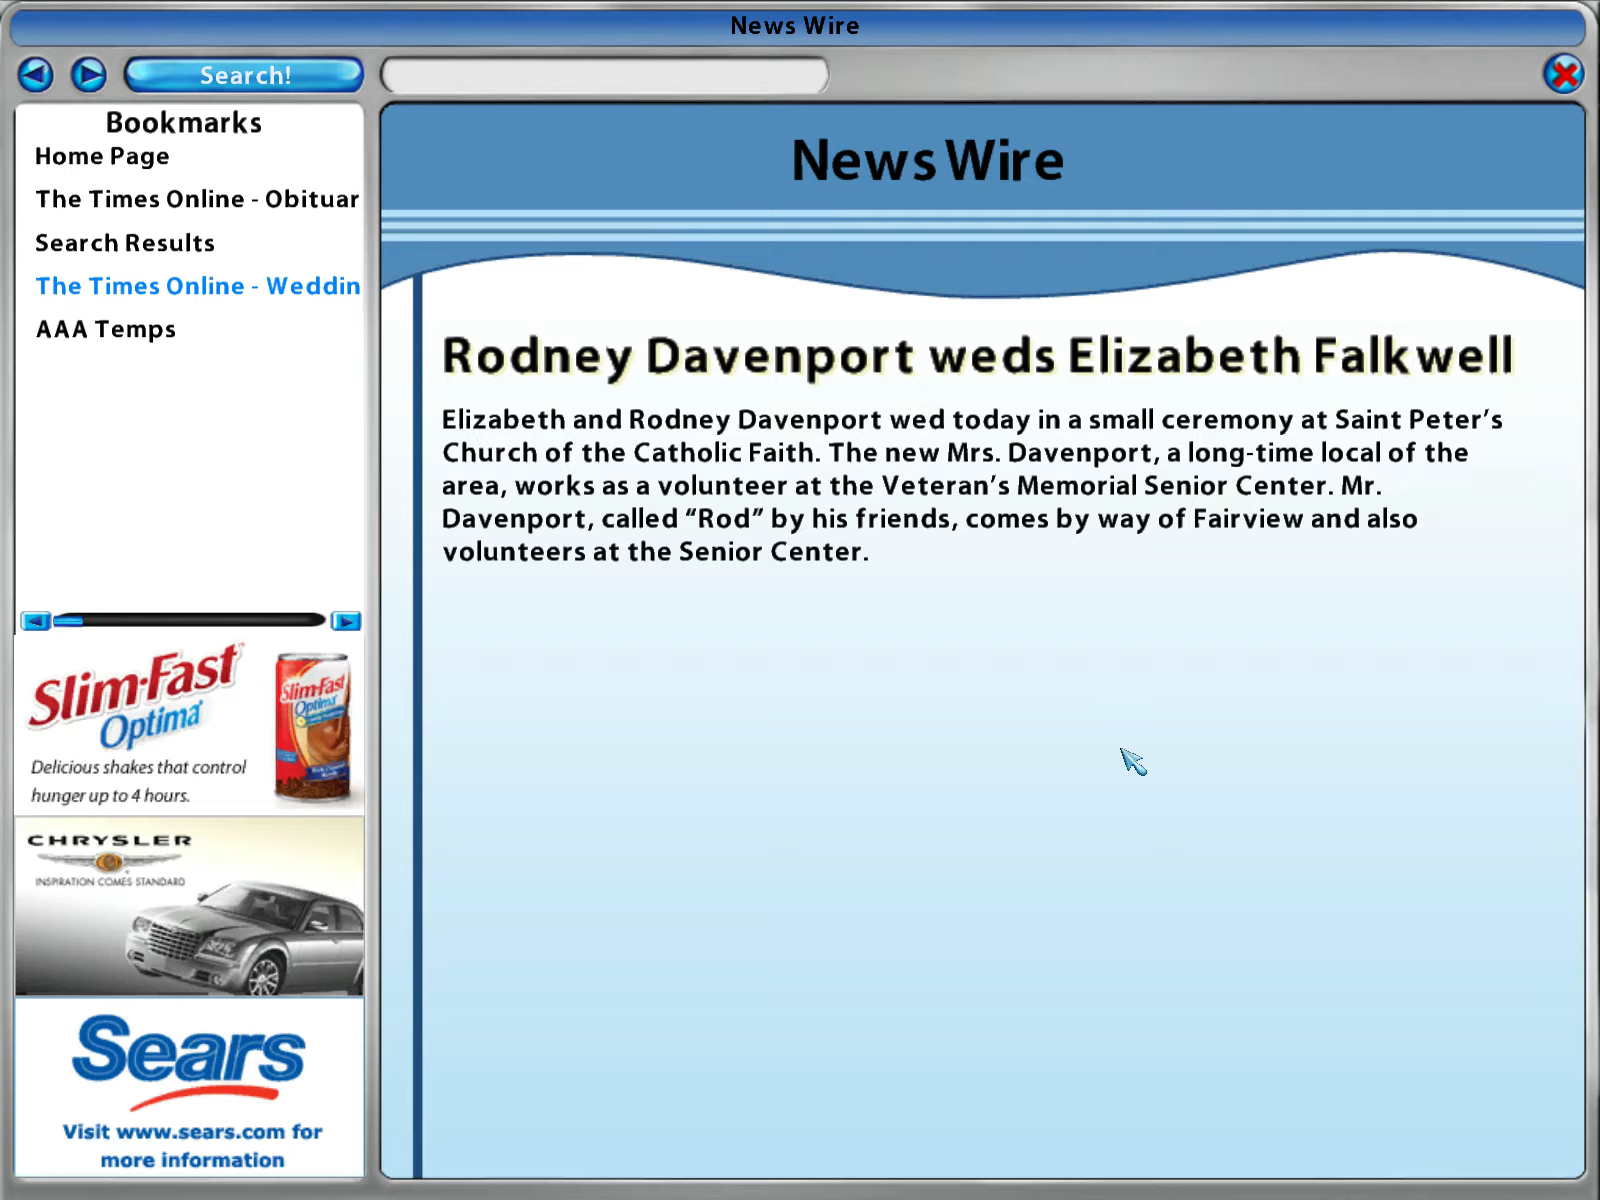 News Wire
Search!
Bookmarks
Home Page
The Times Online - Obituar
Search Results
The Times Online - Weddin
AAA Temps
News Wire
Rodney Davenport weds Elizabeth Falkwell
Elizabeth and Rodney Davenport wed today in a small ceremony at Saint Peter’s
Church of the Catholic Faith. The new Mrs. Davenport, a long-time local of the
area, works as a volunteer at the Veteran’s Memorial Senior Center. Mr.
Davenport, called “Rod” by his friends, comes by way of Fairview and also
volunteers at the Senior Center.
Slim-Fast
Optima
Delicious shakes that control
hunger up to 4 hours.
Slim-Fast
Optima
CHRYSLER
INSPIRATION COMES STANDARD
Sears
Visit www.sears.com for
more information